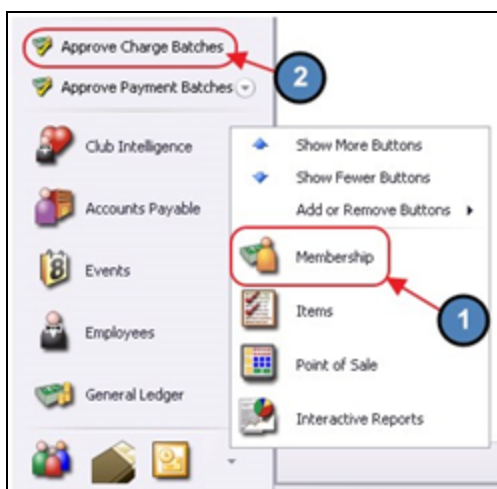 Approve Charge Batches
2
Approve Payment Batches
Club Intelligence
Show More Buttons
Show Fewer Buttons
Accounts Payable
Add or Remove Buttons
Membership
8
Events
1
Items
Employees
Point of Sale
General Ledger
Interactive Reports